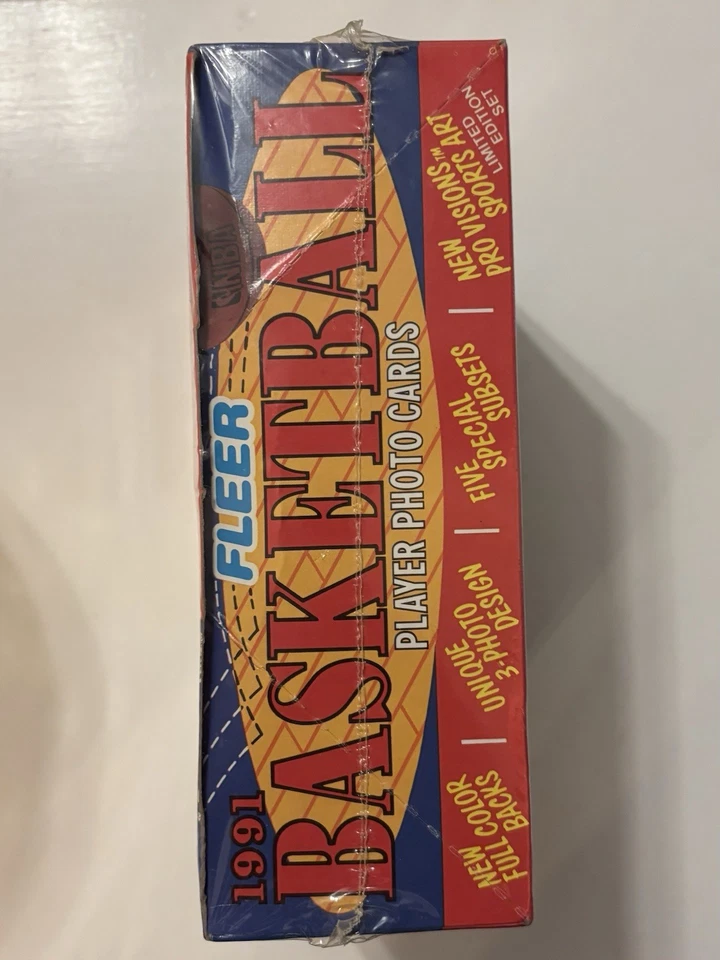 1991
FLEER
NBA
BASKETBALL
PLAYER PHOTO CARDS
NEW
FULL COLOR
BACKS
UNIQUE
3-PHOTO
DESIGN
FIVE
SPECIAL
SUBSETS
NEW
PRO VISIONS™
SPORTS ART
LIMITED
EDITION
SET